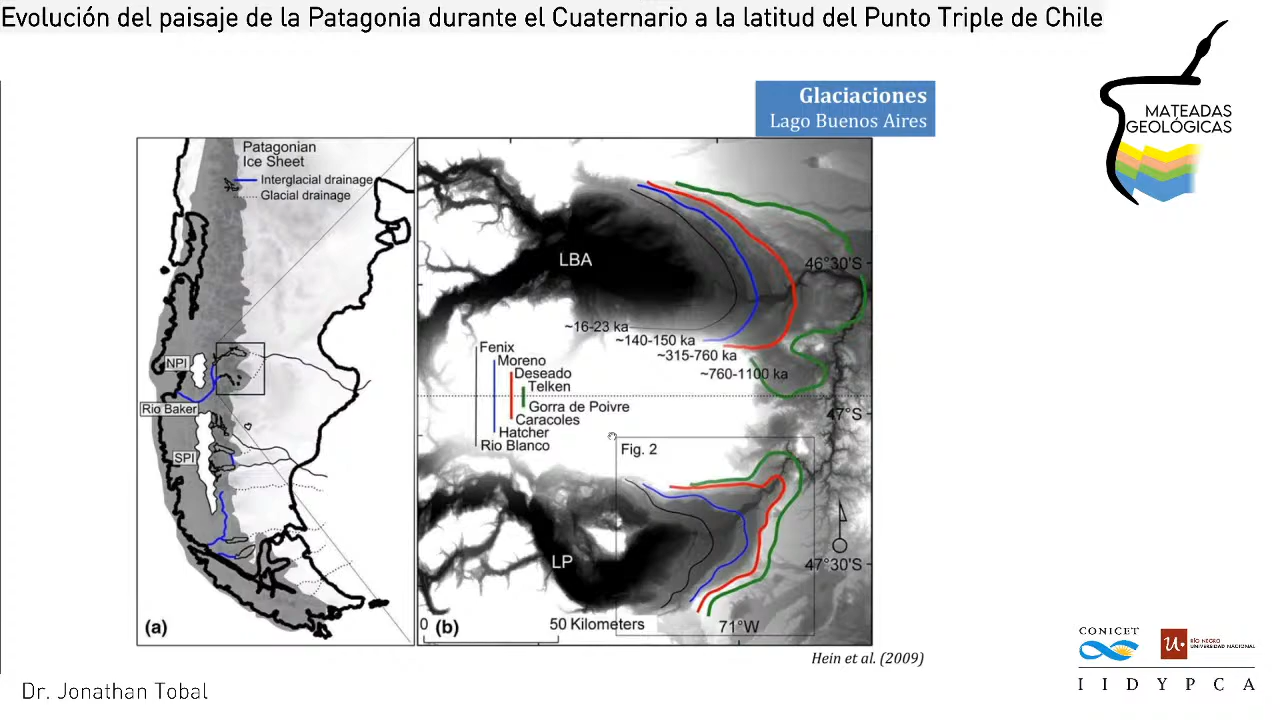 Evolución del paisaje de la Patagonia durante el Cuaternario a la latitud del Punto Triple de Chile
MATEADAS
GEOLÓGICAS
Glaciaciones
Lago Buenos Aires
Patagonian
Ice Sheet
Interglacial drainage
Glacial drainage
NPI
Rio Baker
SPI
(a)
LBA
46°30'S
~16-23 ka
~140-150 ka
~315-760 ka
~760-1100 ka
Fenix
Moreno
Deseado
Telken
Gorra de Poivre
Caracoles
Hatcher
Rio Blanco
47°S
Fig. 2
LP
47°30'S
0
(b)
50 Kilometers
71°W
Hein et al. (2009)
CONICET
RÍO NEGRO
UNIVERSIDAD NACIONAL
I I D Y P C A
Dr. Jonathan Tobal